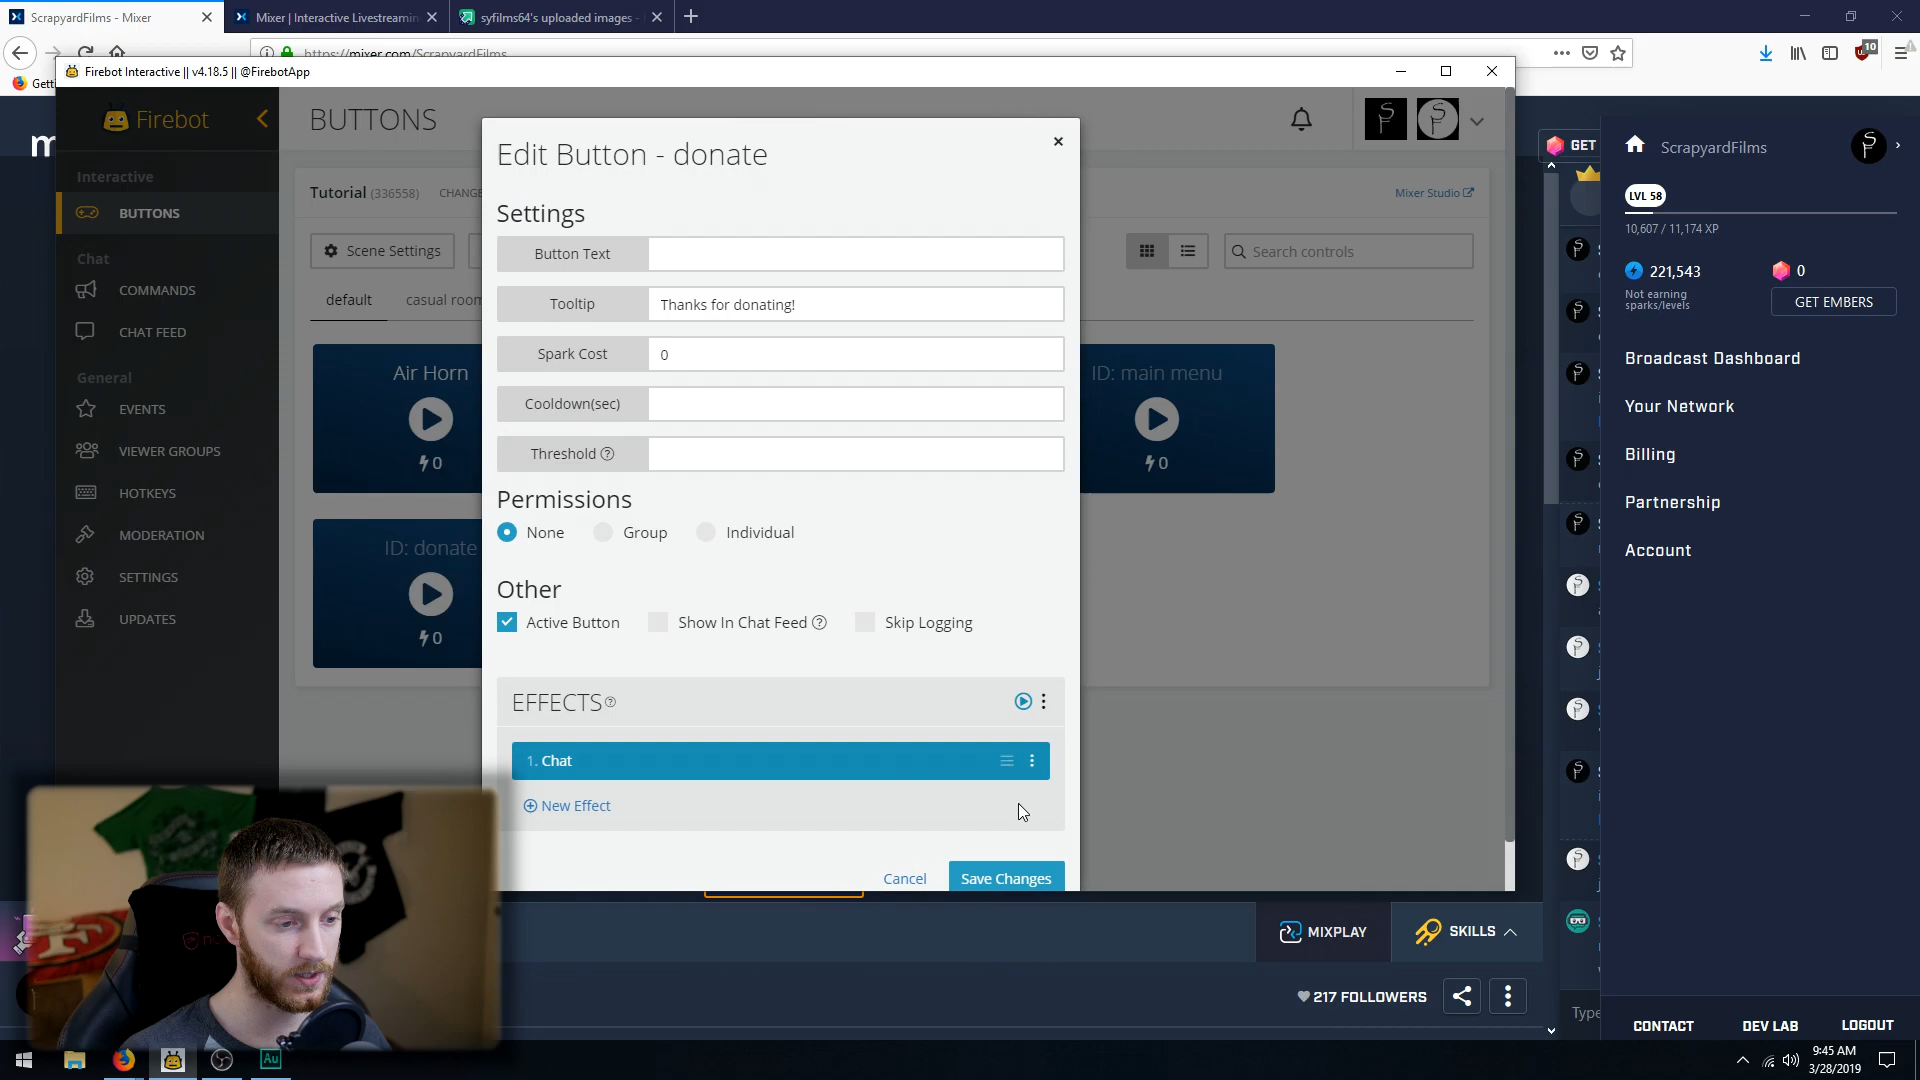 ScrapyardFilms - Mixer
Mixer | Interactive Livestreamin
syfilms64's uploaded images -
https://mixer.com/ScrapyardFilms
10
Firebot Interactive || v4.18.5 || @FirebotApp
Firebot
BUTTONS
Interactive
BUTTONS
Chat
COMMANDS
CHAT FEED
General
EVENTS
VIEWER GROUPS
HOTKEYS
MODERATION
SETTINGS
UPDATES
Tutorial (336558)
CHANGE
Mixer Studio
Scene Settings
Search controls
default
casual room
Air Horn
0
ID: main menu
0
ID: donate
0
Edit Button - donate
Settings
Button Text
Tooltip
Thanks for donating!
Spark Cost
0
Cooldown(sec)
Threshold
Permissions
None
Group
Individual
Other
Active Button
Show In Chat Feed
Skip Logging
EFFECTS
1. Chat
New Effect
Cancel
Save Changes
GET
ScrapyardFilms
LVL 58
10,607 / 11,174 XP
221,543
0
Not earning
sparks/levels
GET EMBERS
Broadcast Dashboard
Your Network
Billing
Partnership
Account
MIXPLAY
SKILLS
217 FOLLOWERS
Type
CONTACT
DEV LAB
LOGOUT
Au
9:45 AM
3/28/2019